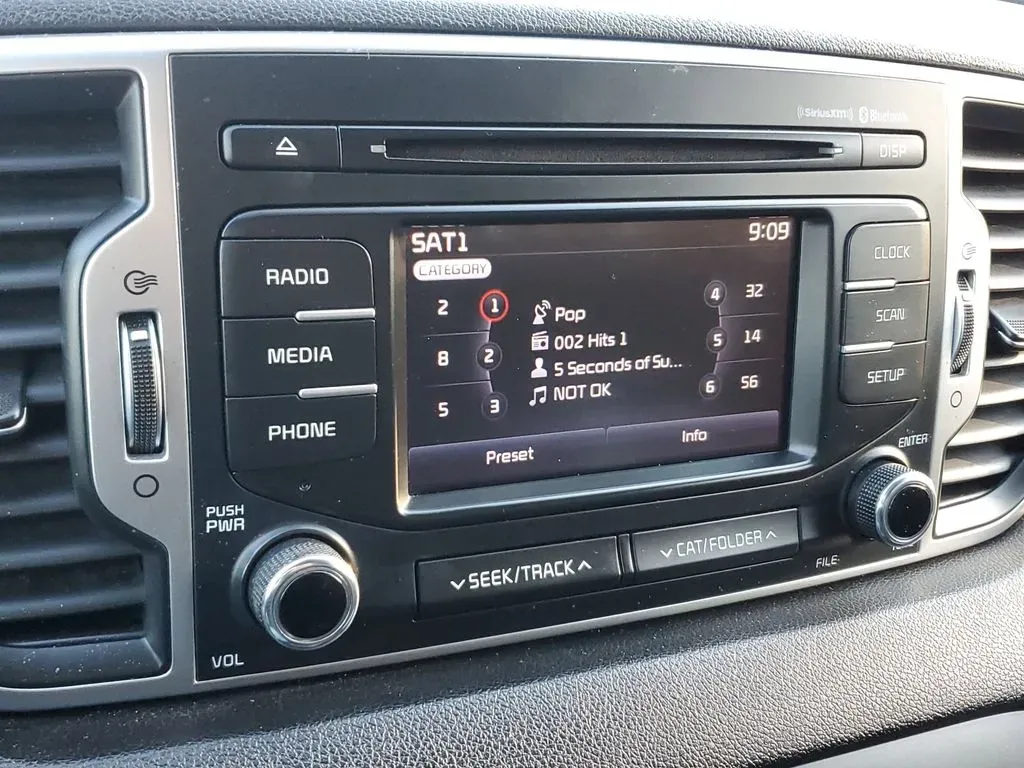 SiriusXM Bluetooth
DISP
RADIO
MEDIA
PHONE
SAT1 9:09
CATEGORY
2 1
8 2
5 3
Pop
002 Hits 1
5 Seconds of Su...
NOT OK
4 32
5 14
6 56
Preset Info
CLOCK
SCAN
SETUP
ENTER
PUSH
PWR
VOL
SEEK/TRACK
CAT/FOLDER
FILE